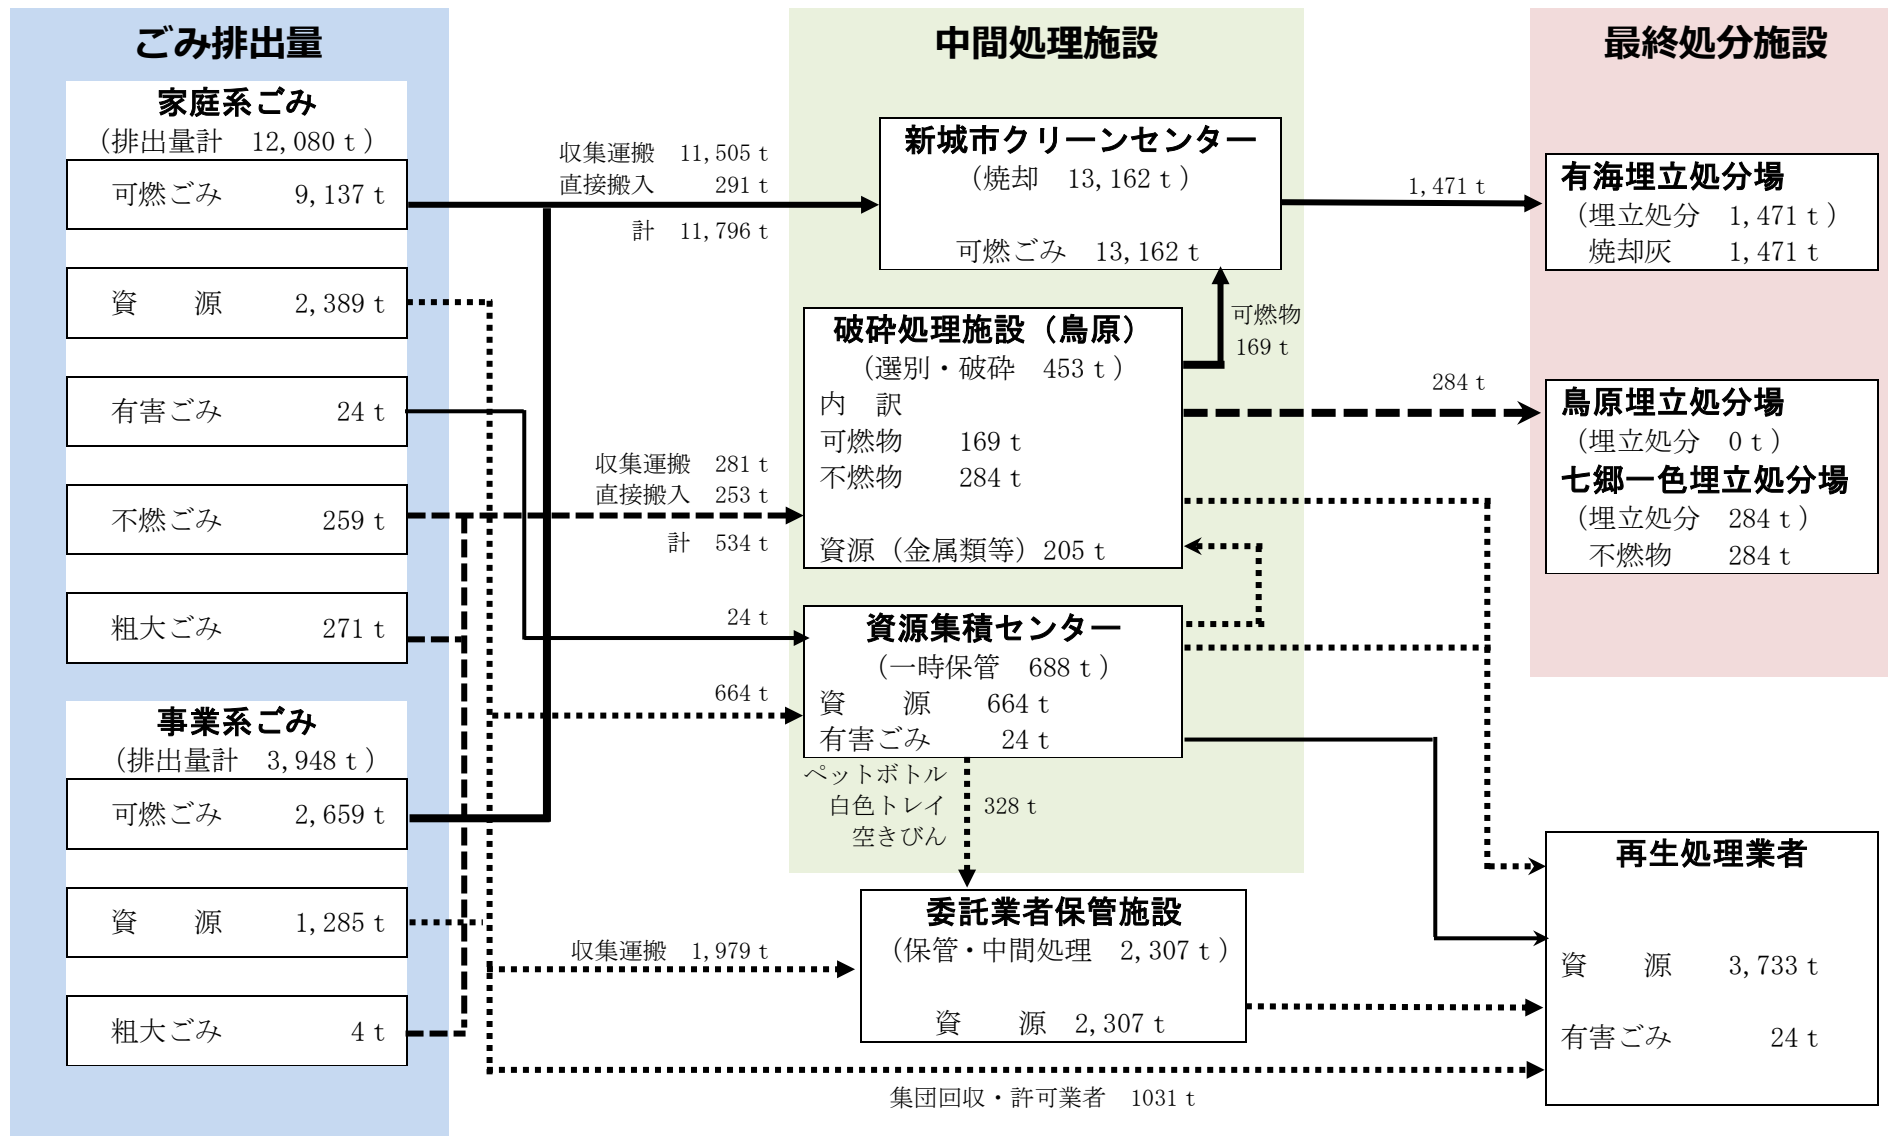 ごみ排出量
家庭系ごみ
（排出量計　12,080ｔ）
可燃ごみ　9,137ｔ
資　　源　2,389ｔ
有害ごみ　24ｔ
不燃ごみ　259ｔ
粗大ごみ　271ｔ
事業系ごみ
（排出量計　3,948ｔ）
可燃ごみ　2,659ｔ
資　　源　1,285ｔ
粗大ごみ　4ｔ
収集運搬　11,505ｔ
直接搬入　291ｔ
計　11,796ｔ
収集運搬　281ｔ
直接搬入　253ｔ
計　534ｔ
24ｔ
664ｔ
収集運搬　1,979ｔ
中間処理施設
新城市クリーンセンター
（焼却　13,162ｔ）
可燃ごみ　13,162ｔ
可燃物
169ｔ
破砕処理施設（鳥原）
（選別・破砕　453ｔ）
内　訳
可燃物　169ｔ
不燃物　284ｔ
資源（金属類等）205ｔ
資源集積センター
（一時保管　688ｔ）
資　　源　664ｔ
有害ごみ　24ｔ
ペットボトル
白色トレイ　328ｔ
空きびん
委託業者保管施設
（保管・中間処理　2,307ｔ）
資　　源　2,307ｔ
集団回収・許可業者　1031ｔ
1,471ｔ
284ｔ
最終処分施設
有海埋立処分場
（埋立処分　1,471ｔ）
焼却灰　1,471ｔ
鳥原埋立処分場
（埋立処分　0ｔ）
七郷一色埋立処分場
（埋立処分　284ｔ）
不燃物　284ｔ
再生処理業者
資　　源　3,733ｔ
有害ごみ　24ｔ